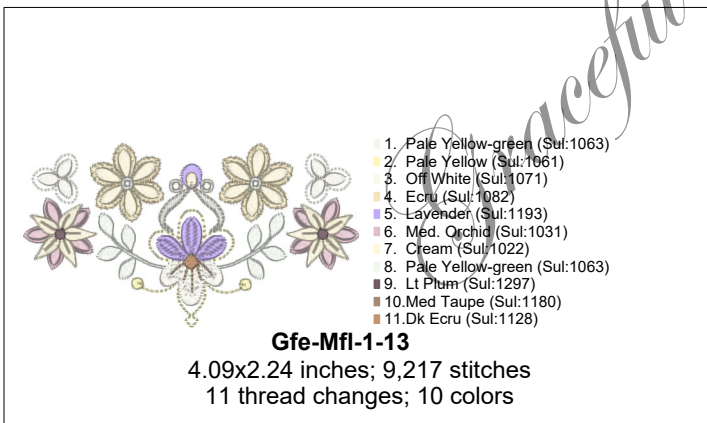 Graceful
1. Pale Yellow-green (Sul:1063)
2. Pale Yellow (Sul:1061)
3. Off White (Sul:1071)
4. Ecru (Sul:1082)
5. Lavender (Sul:1193)
6. Med. Orchid (Sul:1031)
7. Cream (Sul:1022)
8. Pale Yellow-green (Sul:1063)
9. Lt Plum (Sul:1297)
10.Med Taupe (Sul:1180)
11.Dk Ecru (Sul:1128)
Gfe-Mfl-1-13
4.09x2.24 inches; 9,217 stitches
11 thread changes; 10 colors